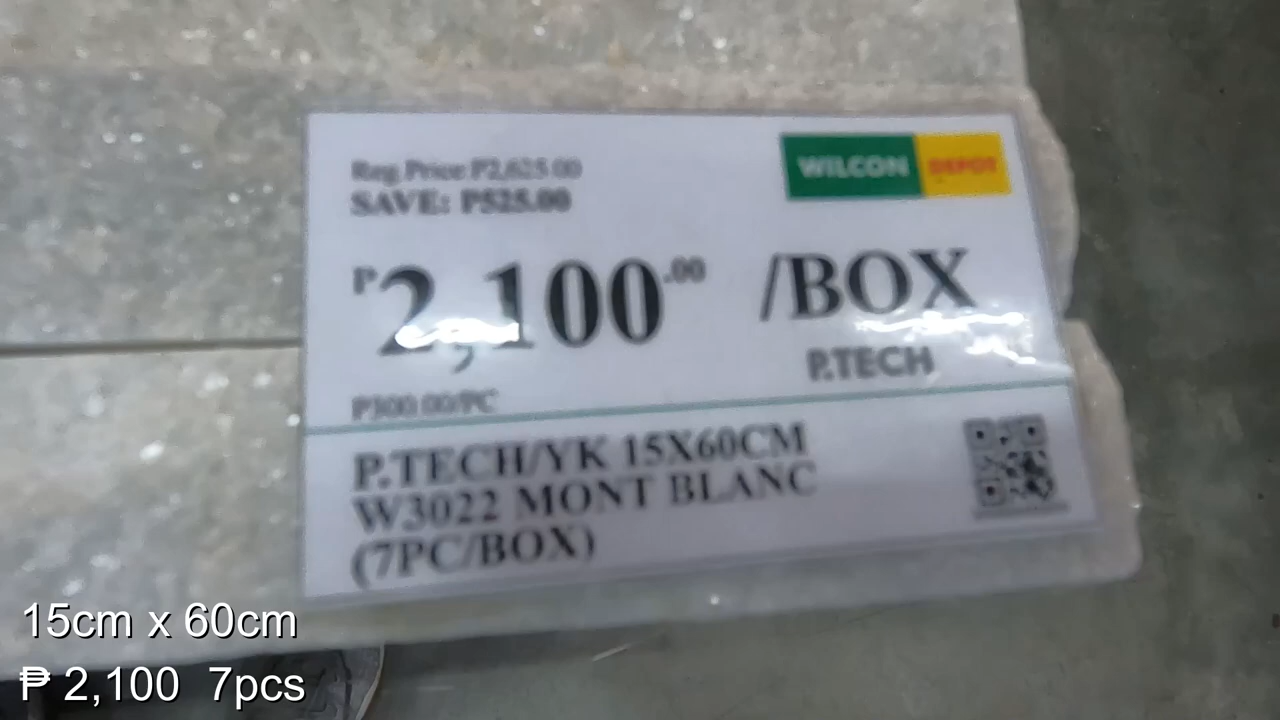 Reg Price P2,625.00
SAVE: P525.00
WILCON DEPOT
P2,100.00 /BOX
P.TECH
P300.00/PC
P.TECH/YK 15X60CM
W3022 MONT BLANC
(7PC/BOX)
15cm x 60cm
₱ 2,100 7pcs